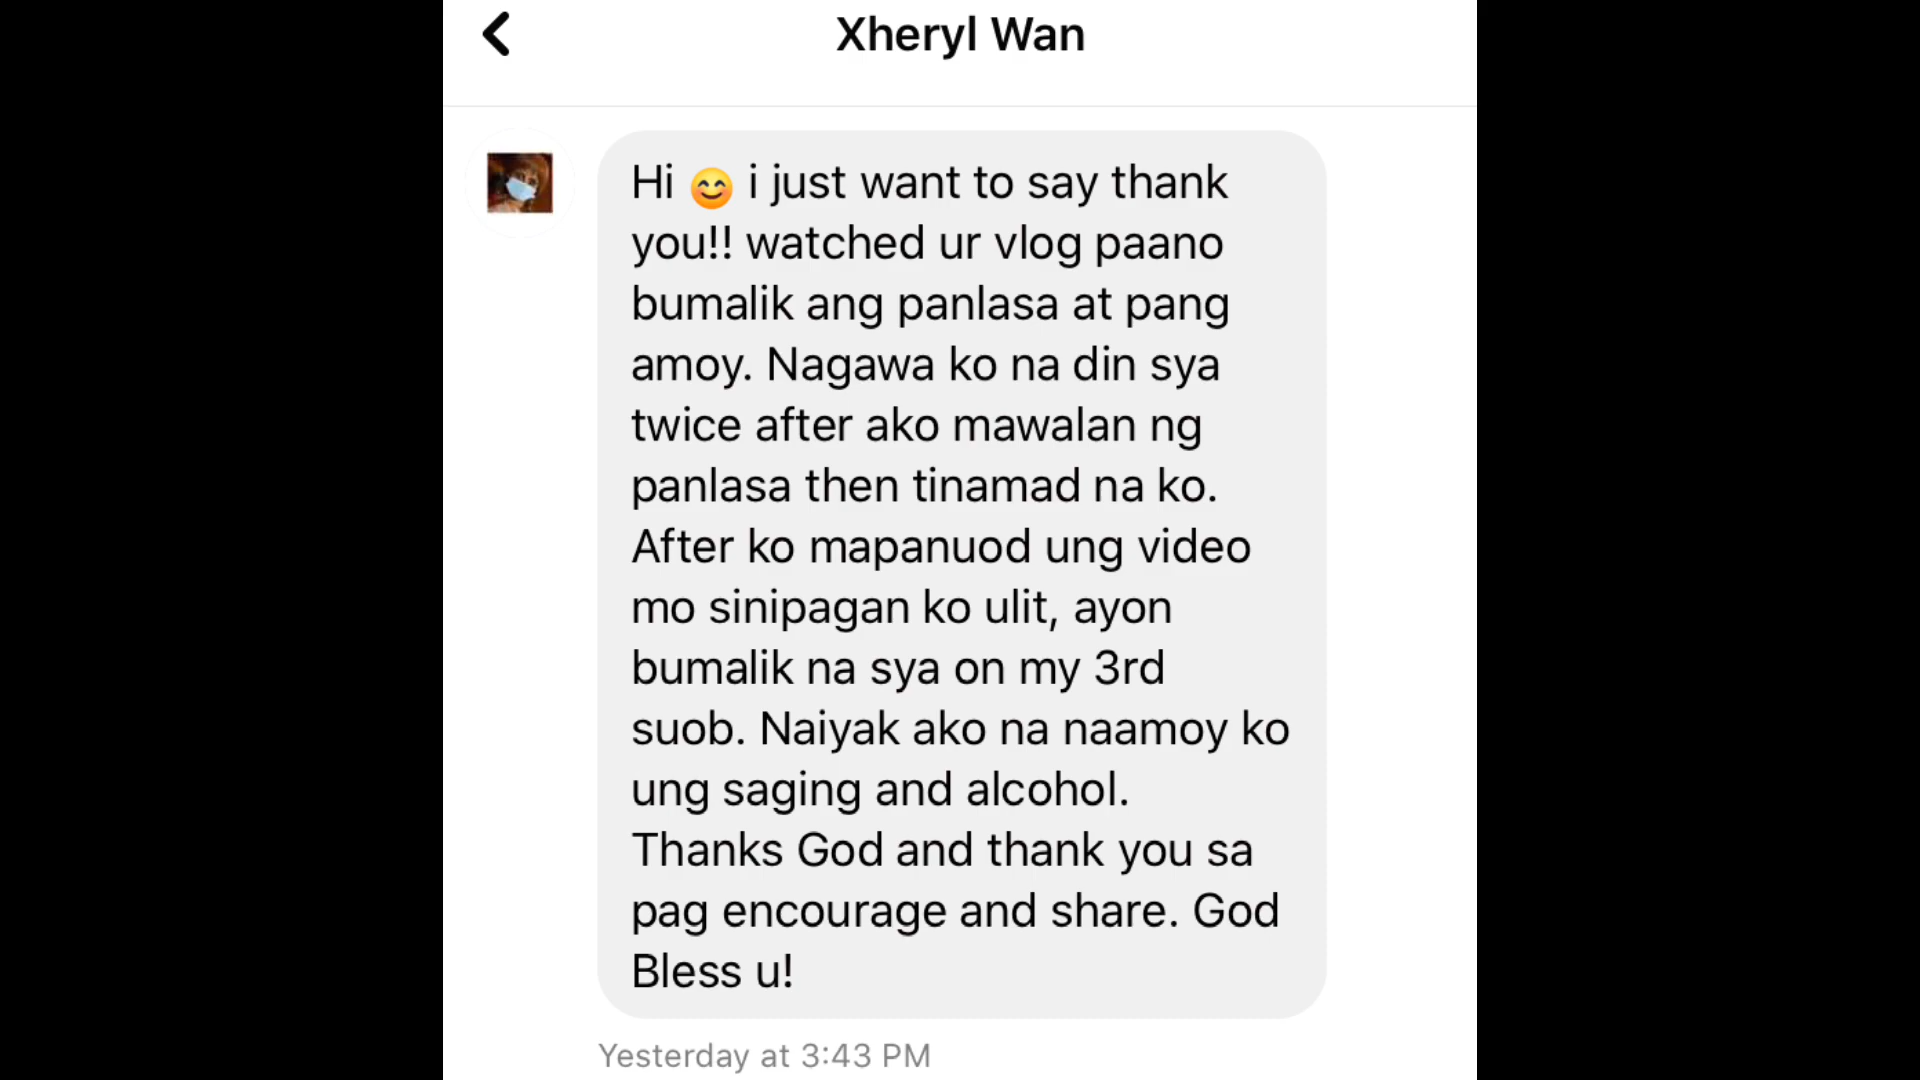 Xheryl Wan
Hi 😊 i just want to say thank
you!! watched ur vlog paano
bumalik ang panlasa at pang
amoy. Nagawa ko na din sya
twice after ako mawalan ng
panlasa then tinamad na ko.
After ko mapanuod ung video
mo sinipagan ko ulit, ayon
bumalik na sya on my 3rd
suob. Naiyak ako na naamoy ko
ung saging and alcohol.
Thanks God and thank you sa
pag encourage and share. God
Bless u!
Yesterday at 3:43 PM